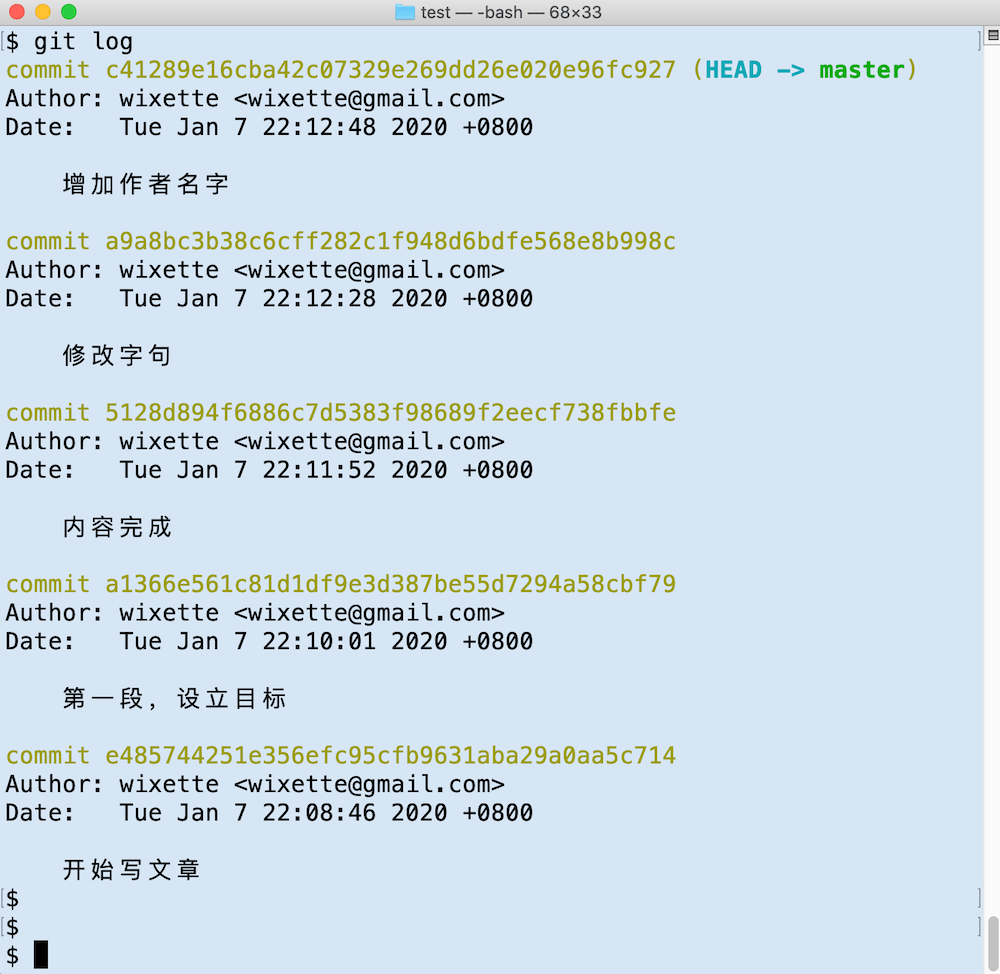 test — -bash — 68×33
$ git log
commit c41289e16cba42c07329e269dd26e020e96fc927 (HEAD -> master)
Author: wixette <wixette@gmail.com>
Date:   Tue Jan 7 22:12:48 2020 +0800
增加作者名字
commit a9a8bc3b38c6cff282c1f948d6bdfe568e8b998c
Author: wixette <wixette@gmail.com>
Date:   Tue Jan 7 22:12:28 2020 +0800
修改字句
commit 5128d894f6886c7d5383f98689f2eecf738fbbfe
Author: wixette <wixette@gmail.com>
Date:   Tue Jan 7 22:11:52 2020 +0800
内容完成
commit a1366e561c81d1df9e3d387be55d7294a58cbf79
Author: wixette <wixette@gmail.com>
Date:   Tue Jan 7 22:10:01 2020 +0800
第一段，设立目标
commit e485744251e356efc95cfb9631aba29a0aa5c714
Author: wixette <wixette@gmail.com>
Date:   Tue Jan 7 22:08:46 2020 +0800
开始写文章
$
$
$